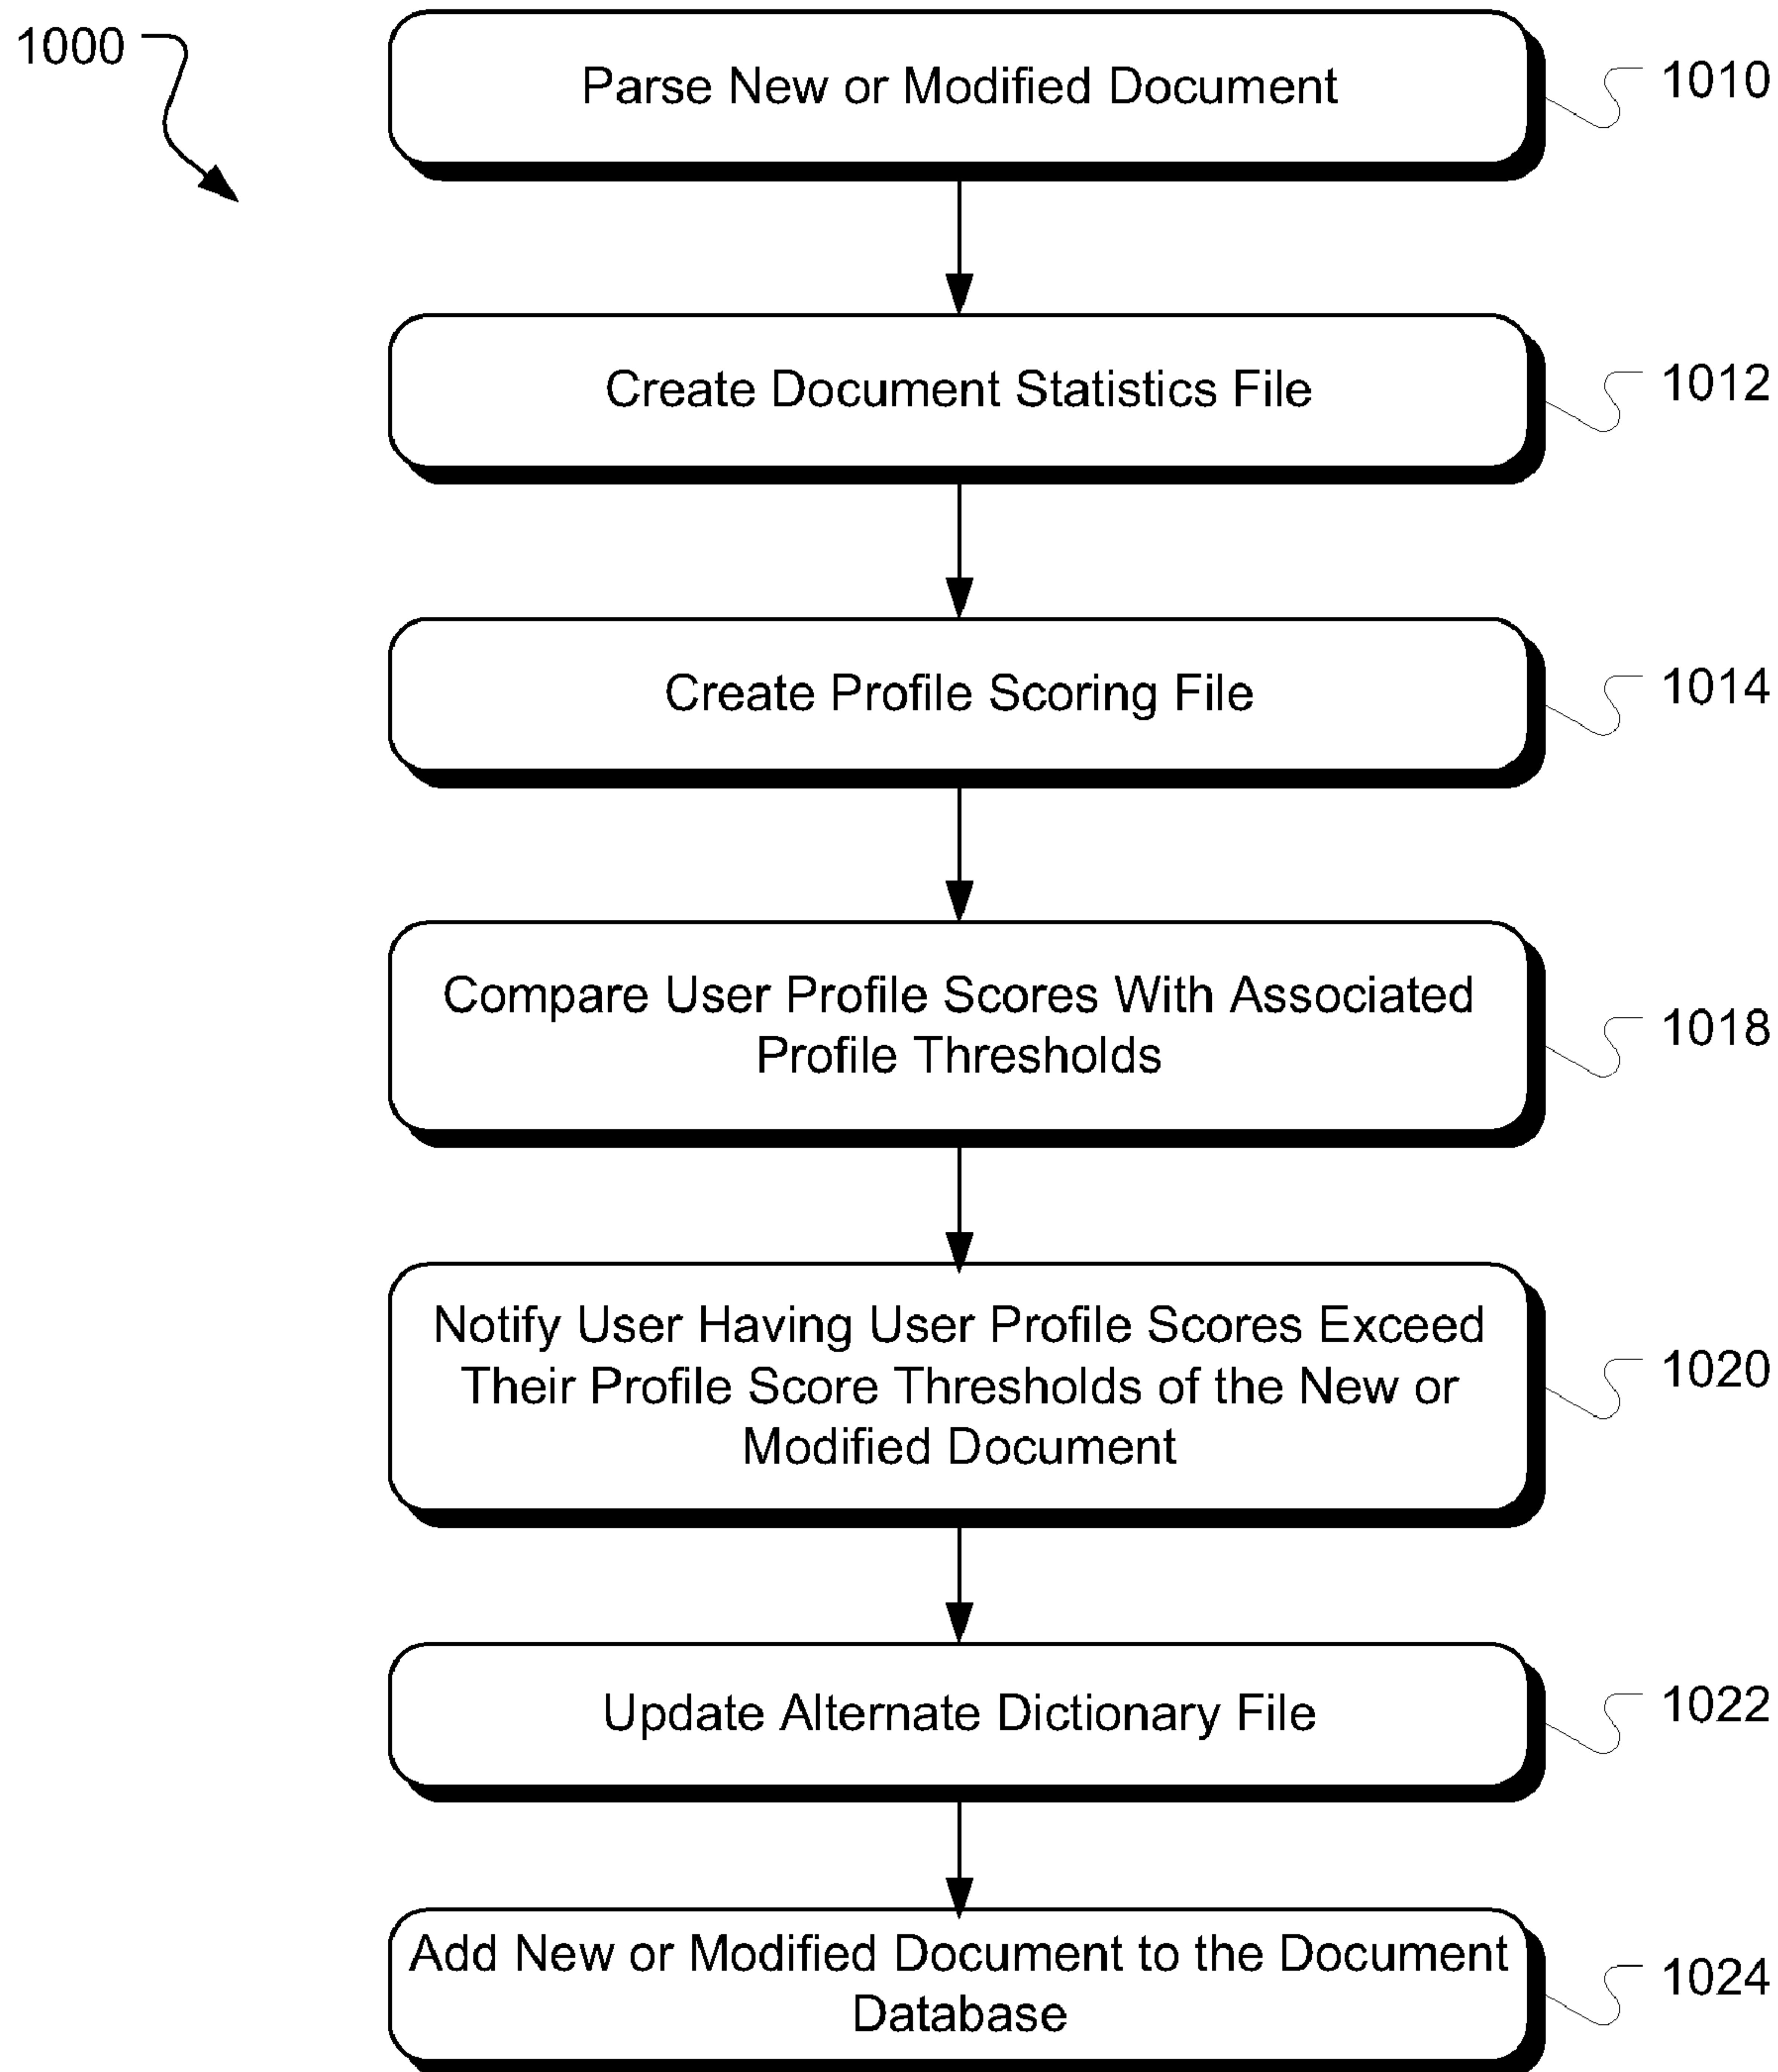 1000
Parse New or Modified Document
1010
Create Document Statistics File
1012
Create Profile Scoring File
1014
Compare User Profile Scores With Associated
Profile Thresholds
1018
Notify User Having User Profile Scores Exceed
Their Profile Score Thresholds of the New or
Modified Document
1020
Update Alternate Dictionary File
1022
Add New or Modified Document to the Document
Database
1024